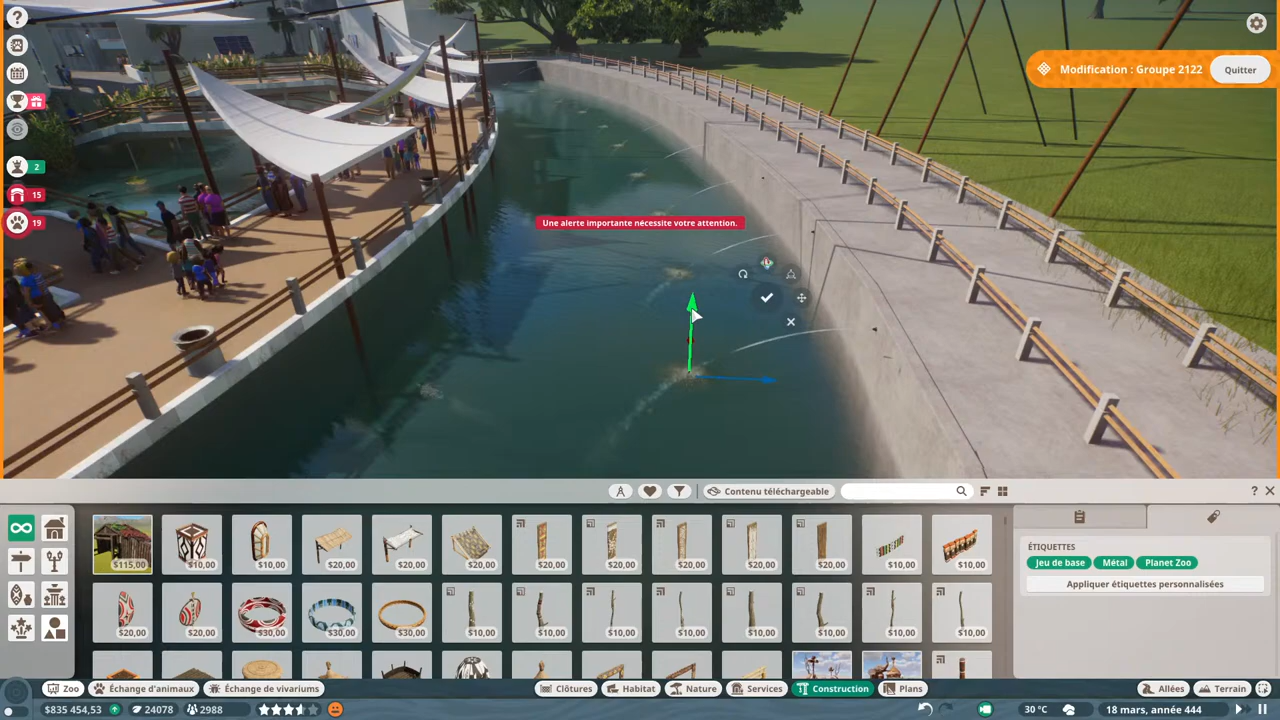 ?
Modification : Groupe 2122
Quitter
2
15
19
Une alerte importante nécessite votre attention.
Contenu téléchargeable
? ×
$115,00 $10,00 $10,00 $20,00 $20,00 $20,00 $20,00 $20,00 $20,00 $20,00 $20,00 $10,00 $10,00
$20,00 $20,00 $30,00 $30,00 $30,00 $10,00 $10,00 $10,00 $10,00 $10,00 $10,00 $10,00 $10,00
ÉTIQUETTES
Jeu de base Métal Planet Zoo
Appliquer étiquettes personnalisées
Zoo Échange d'animaux Échange de vivariums Clôtures Habitat Nature Services Construction Plans Allées Terrain
$835 454,53 24078 2988 30 °C 18 mars, année 444